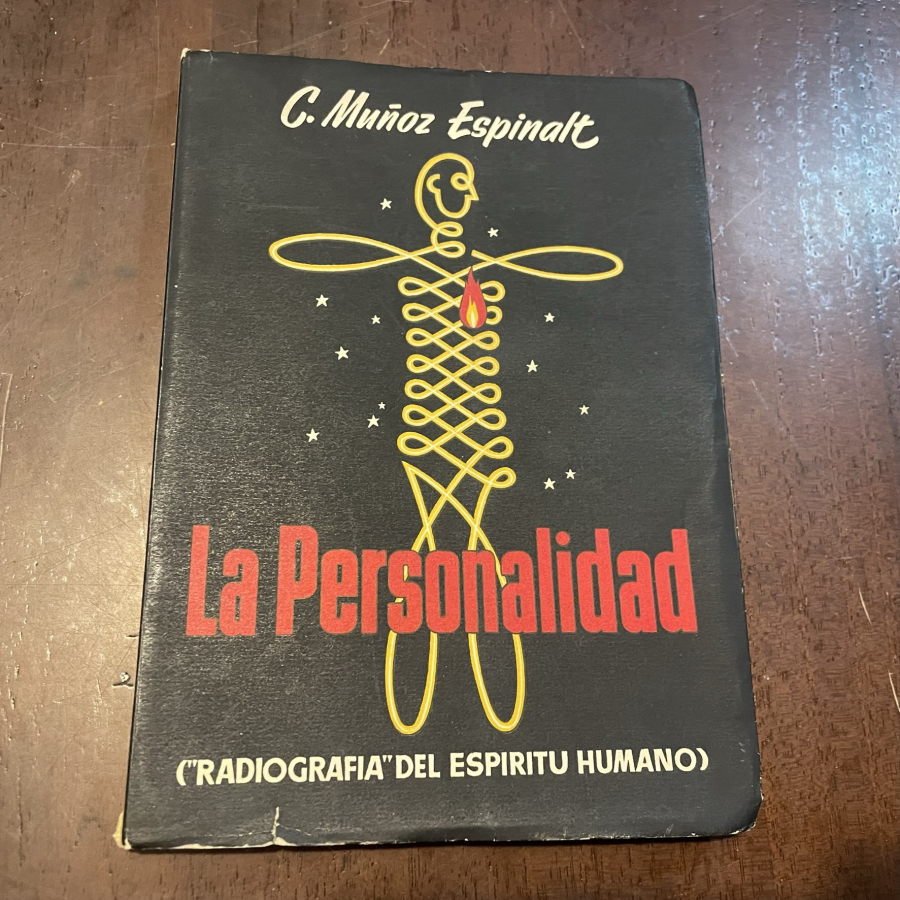 C. Muñoz Espinalt
La Personalidad
("RADIOGRAFIA" DEL ESPIRITU HUMANO)